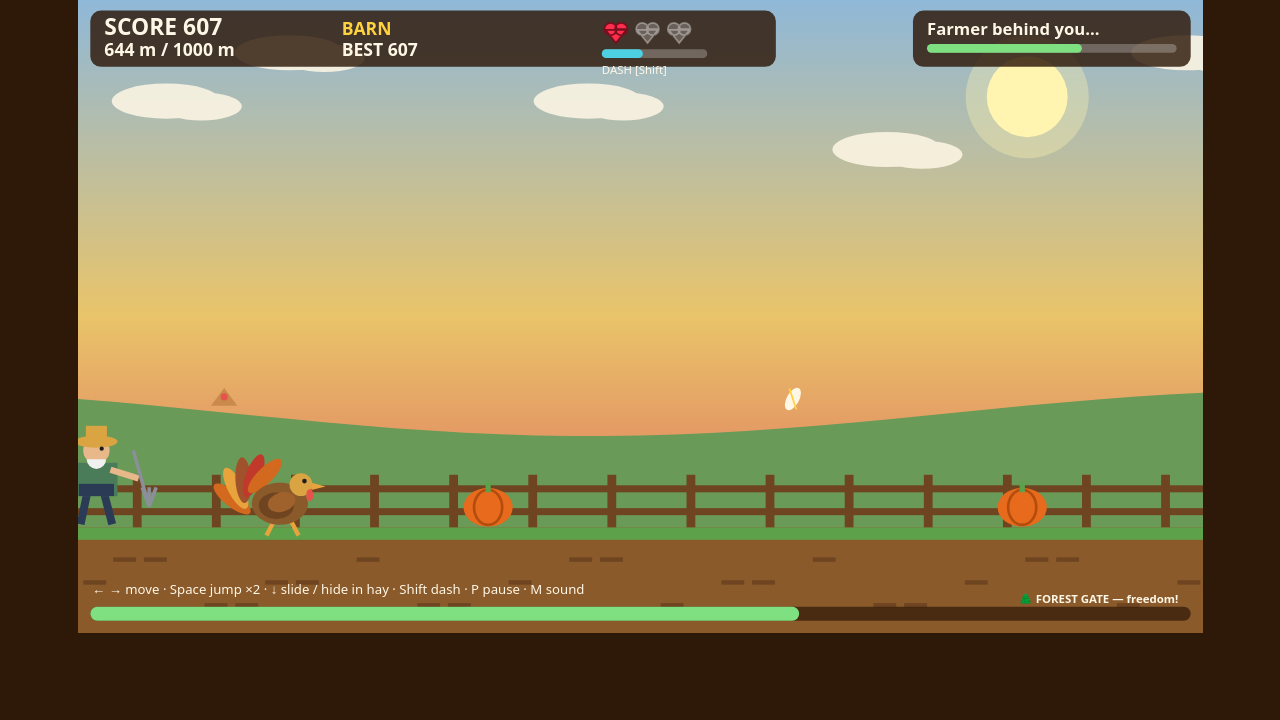 SCORE 607
644 m / 1000 m
BARN
BEST 607
DASH [Shift]
Farmer behind you...
← → move · Space jump ×2 · ↓ slide / hide in hay · Shift dash · P pause · M sound
🌲 FOREST GATE — freedom!